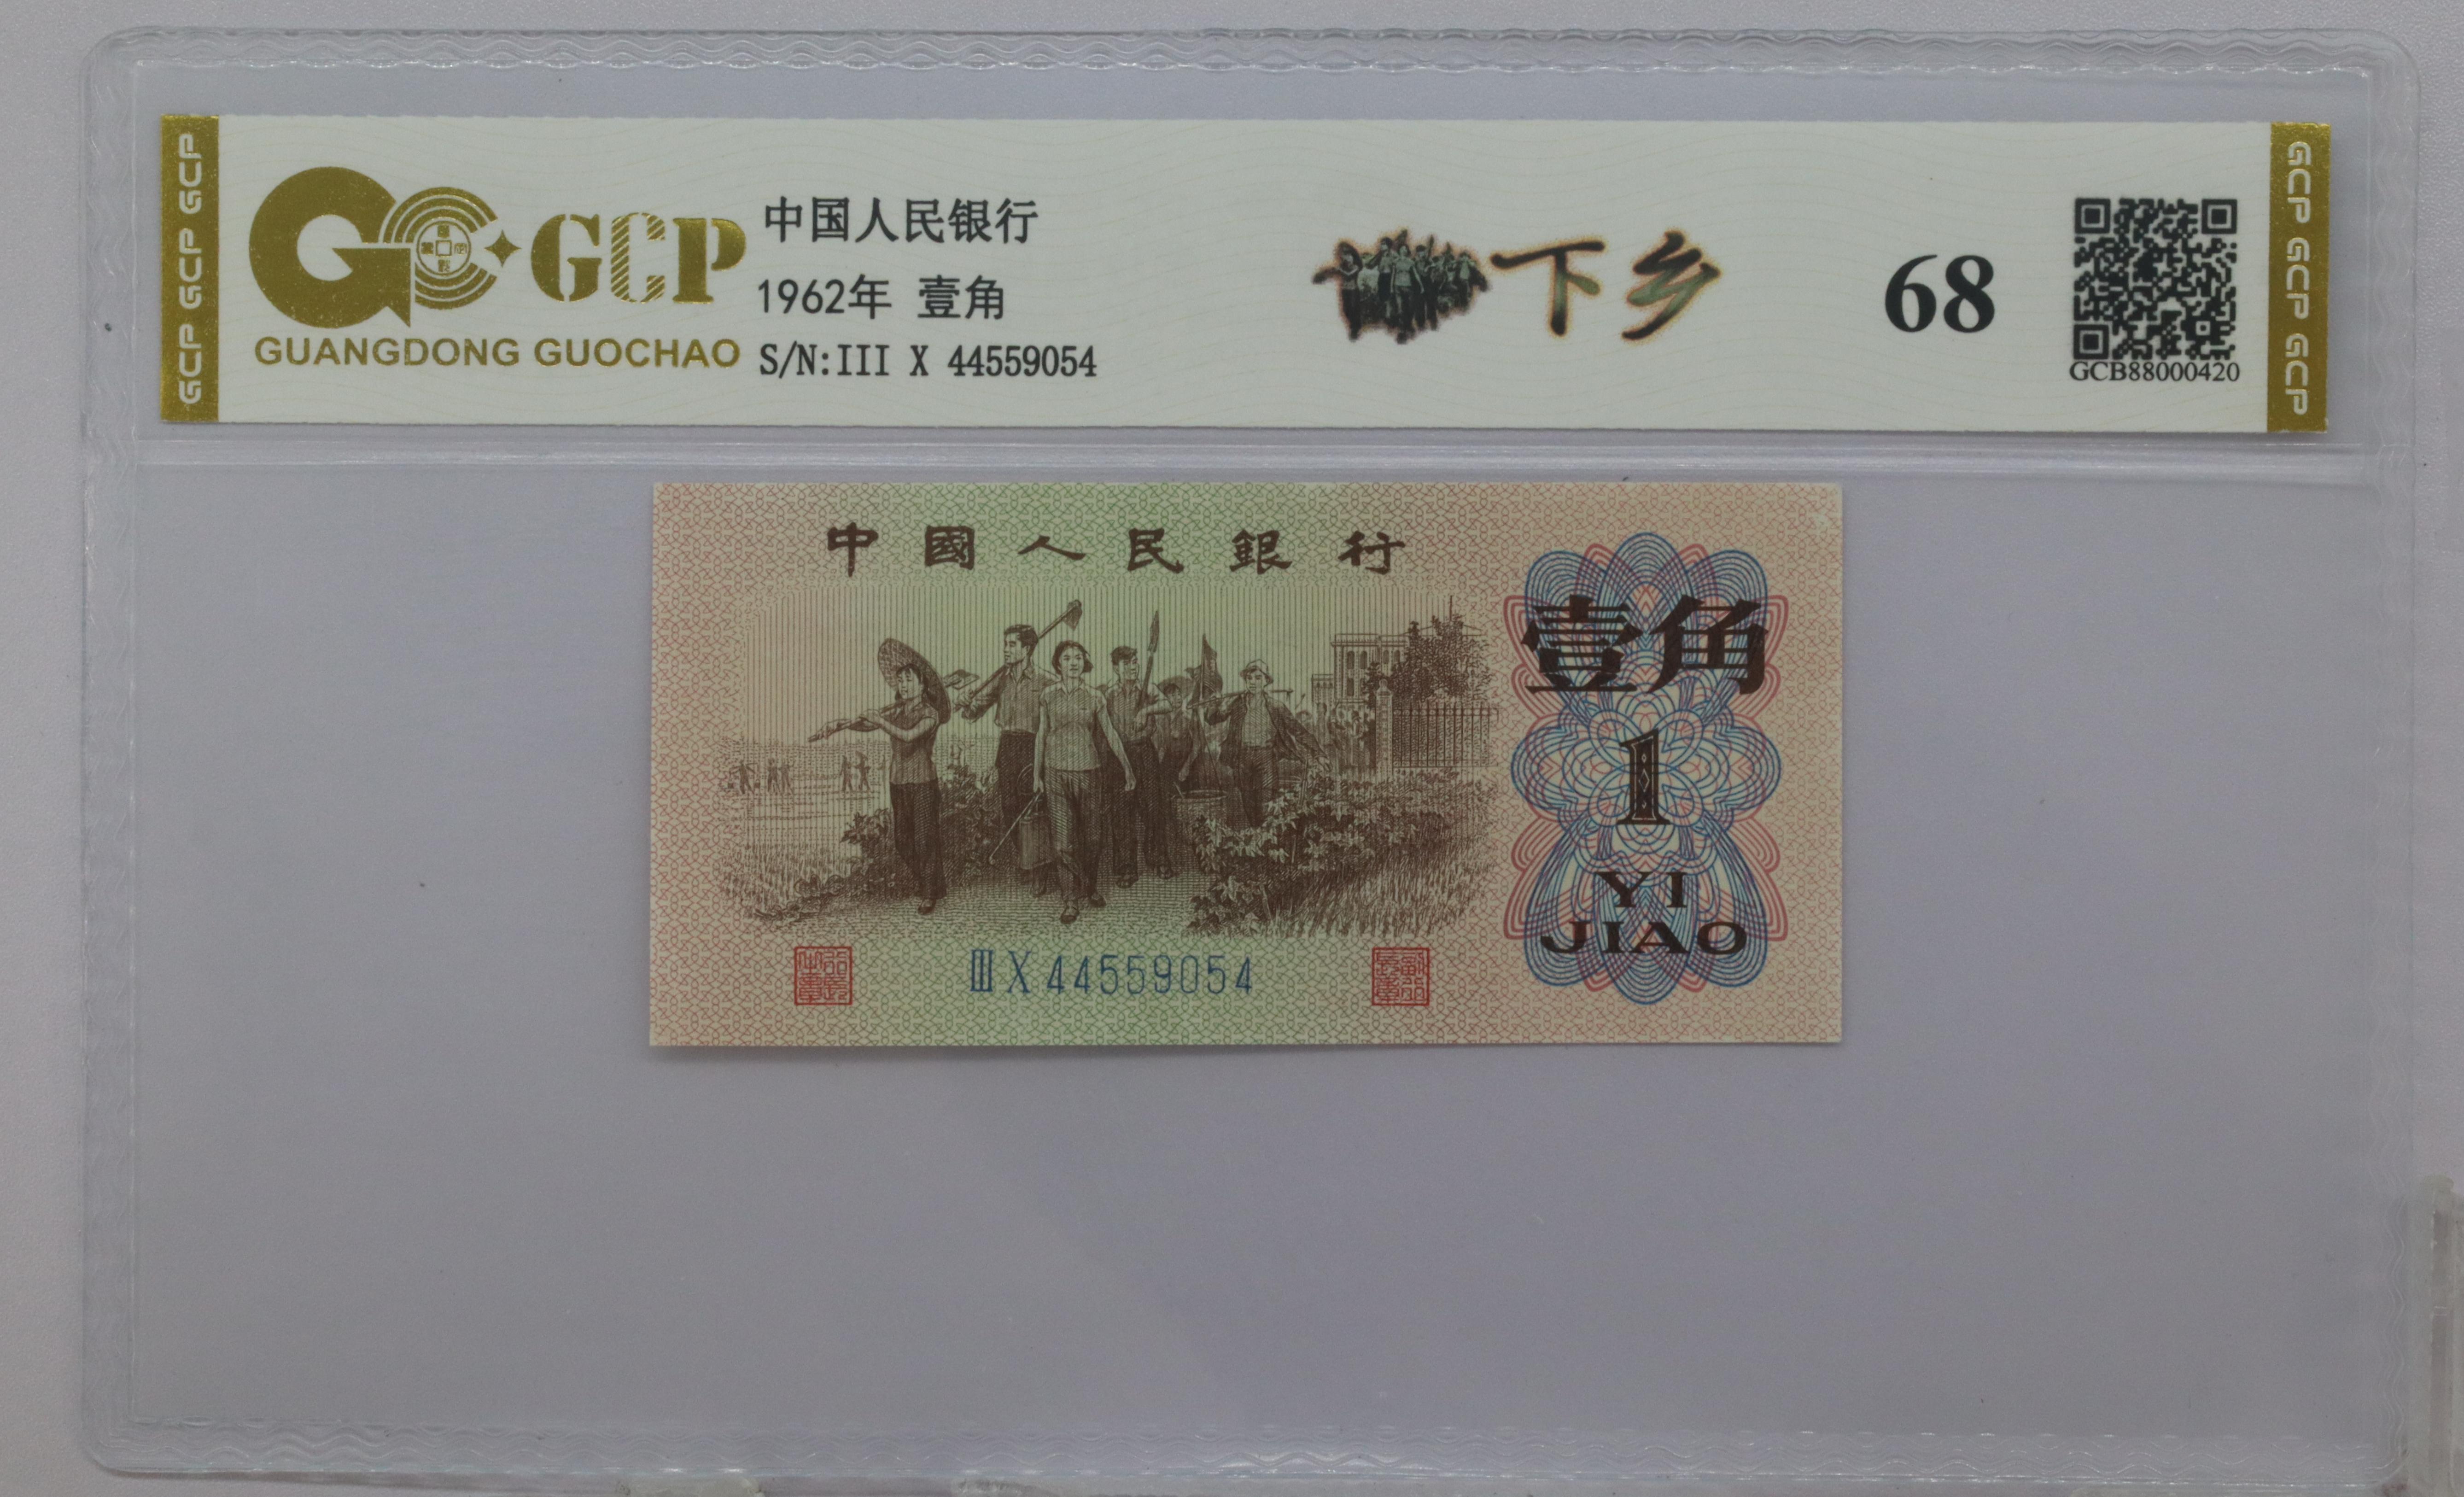 GCP GCP GCP
GCP
GUANGDONG GUOCHAO
中国人民银行
1962年 壹角
S/N:III X 44559054
下乡
68
GCB88000420
GCP GCP GCP
中國人民銀行
壹角
1
YI
JIAO
III X 44559054